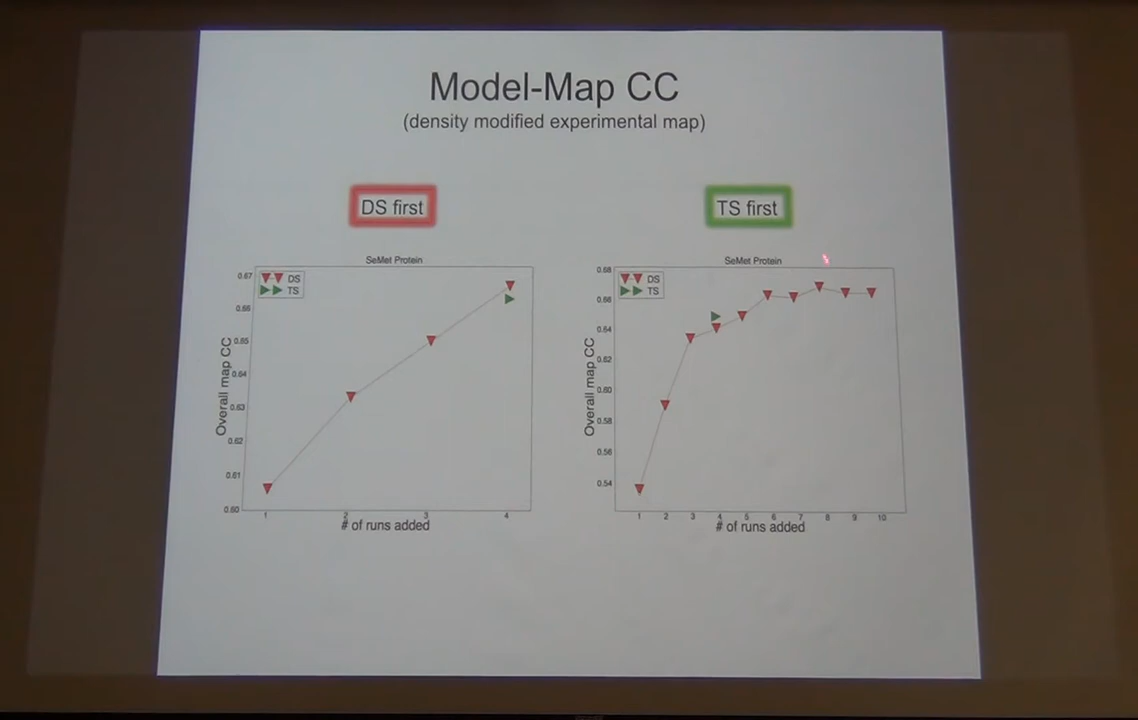 Model-Map CC
(density modified experimental map)
DS first
TS first
SeMet Protein
DS
TS
0.67
0.66
0.65
0.64
0.63
0.62
0.61
0.60
Overall map CC
1 2 3 4
# of runs added
SeMet Protein
DS
TS
0.68
0.66
0.64
0.62
0.60
0.58
0.56
0.54
Overall map CC
1 2 3 4 5 6 7 8 9 10
# of runs added